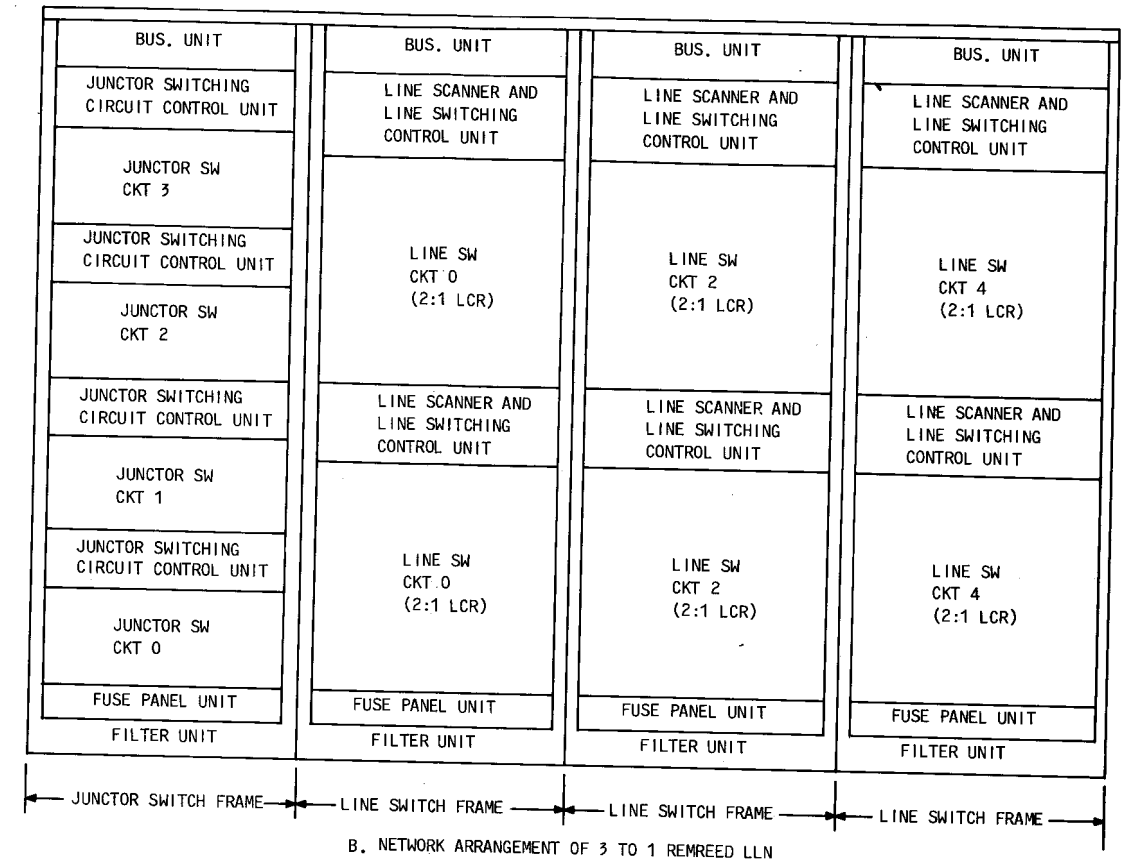 BUS. UNIT
JUNCTOR SWITCHING
CIRCUIT CONTROL UNIT
JUNCTOR SW
CKT 3
JUNCTOR SWITCHING
CIRCUIT CONTROL UNIT
JUNCTOR SW
CKT 2
JUNCTOR SWITCHING
CIRCUIT CONTROL UNIT
JUNCTOR SW
CKT 1
JUNCTOR SWITCHING
CIRCUIT CONTROL UNIT
JUNCTOR SW
CKT 0
FUSE PANEL UNIT
FILTER UNIT
BUS. UNIT
LINE SCANNER AND
LINE SWITCHING
CONTROL UNIT
LINE SW
CKT 0
(2:1 LCR)
LINE SCANNER AND
LINE SWITCHING
CONTROL UNIT
LINE SW
CKT 0
(2:1 LCR)
FUSE PANEL UNIT
FILTER UNIT
BUS. UNIT
LINE SCANNER AND
LINE SWITCHING
CONTROL UNIT
LINE SW
CKT 2
(2:1 LCR)
LINE SCANNER AND
LINE SWITCHING
CONTROL UNIT
LINE SW
CKT 2
(2:1 LCR)
FUSE PANEL UNIT
FILTER UNIT
BUS. UNIT
LINE SCANNER AND
LINE SWITCHING
CONTROL UNIT
LINE SW
CKT 4
(2:1 LCR)
LINE SCANNER AND
LINE SWITCHING
CONTROL UNIT
LINE SW
CKT 4
(2:1 LCR)
FUSE PANEL UNIT
FILTER UNIT
JUNCTOR SWITCH FRAME
LINE SWITCH FRAME
LINE SWITCH FRAME
LINE SWITCH FRAME
B. NETWORK ARRANGEMENT OF 3 TO 1 REMREED LLN